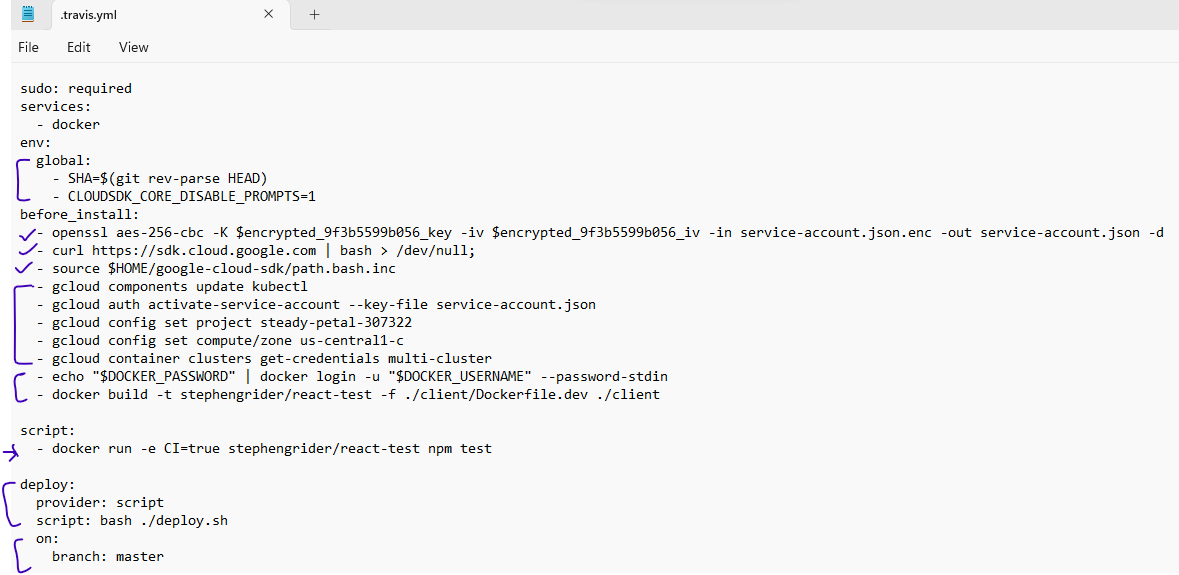 .travis.yml
File Edit View
sudo: required
services:
  - docker
env:
  global:
    - SHA=$(git rev-parse HEAD)
    - CLOUDSDK_CORE_DISABLE_PROMPTS=1
before_install:
  - openssl aes-256-cbc -K $encrypted_9f3b5599b056_key -iv $encrypted_9f3b5599b056_iv -in service-account.json.enc -out service-account.json -d
  - curl https://sdk.cloud.google.com | bash > /dev/null;
  - source $HOME/google-cloud-sdk/path.bash.inc
  - gcloud components update kubectl
  - gcloud auth activate-service-account --key-file service-account.json
  - gcloud config set project steady-petal-307322
  - gcloud config set compute/zone us-central1-c
  - gcloud container clusters get-credentials multi-cluster
  - echo "$DOCKER_PASSWORD" | docker login -u "$DOCKER_USERNAME" --password-stdin
  - docker build -t stephengrider/react-test -f ./client/Dockerfile.dev ./client
script:
  - docker run -e CI=true stephengrider/react-test npm test
deploy:
  provider: script
  script: bash ./deploy.sh
  on:
    branch: master